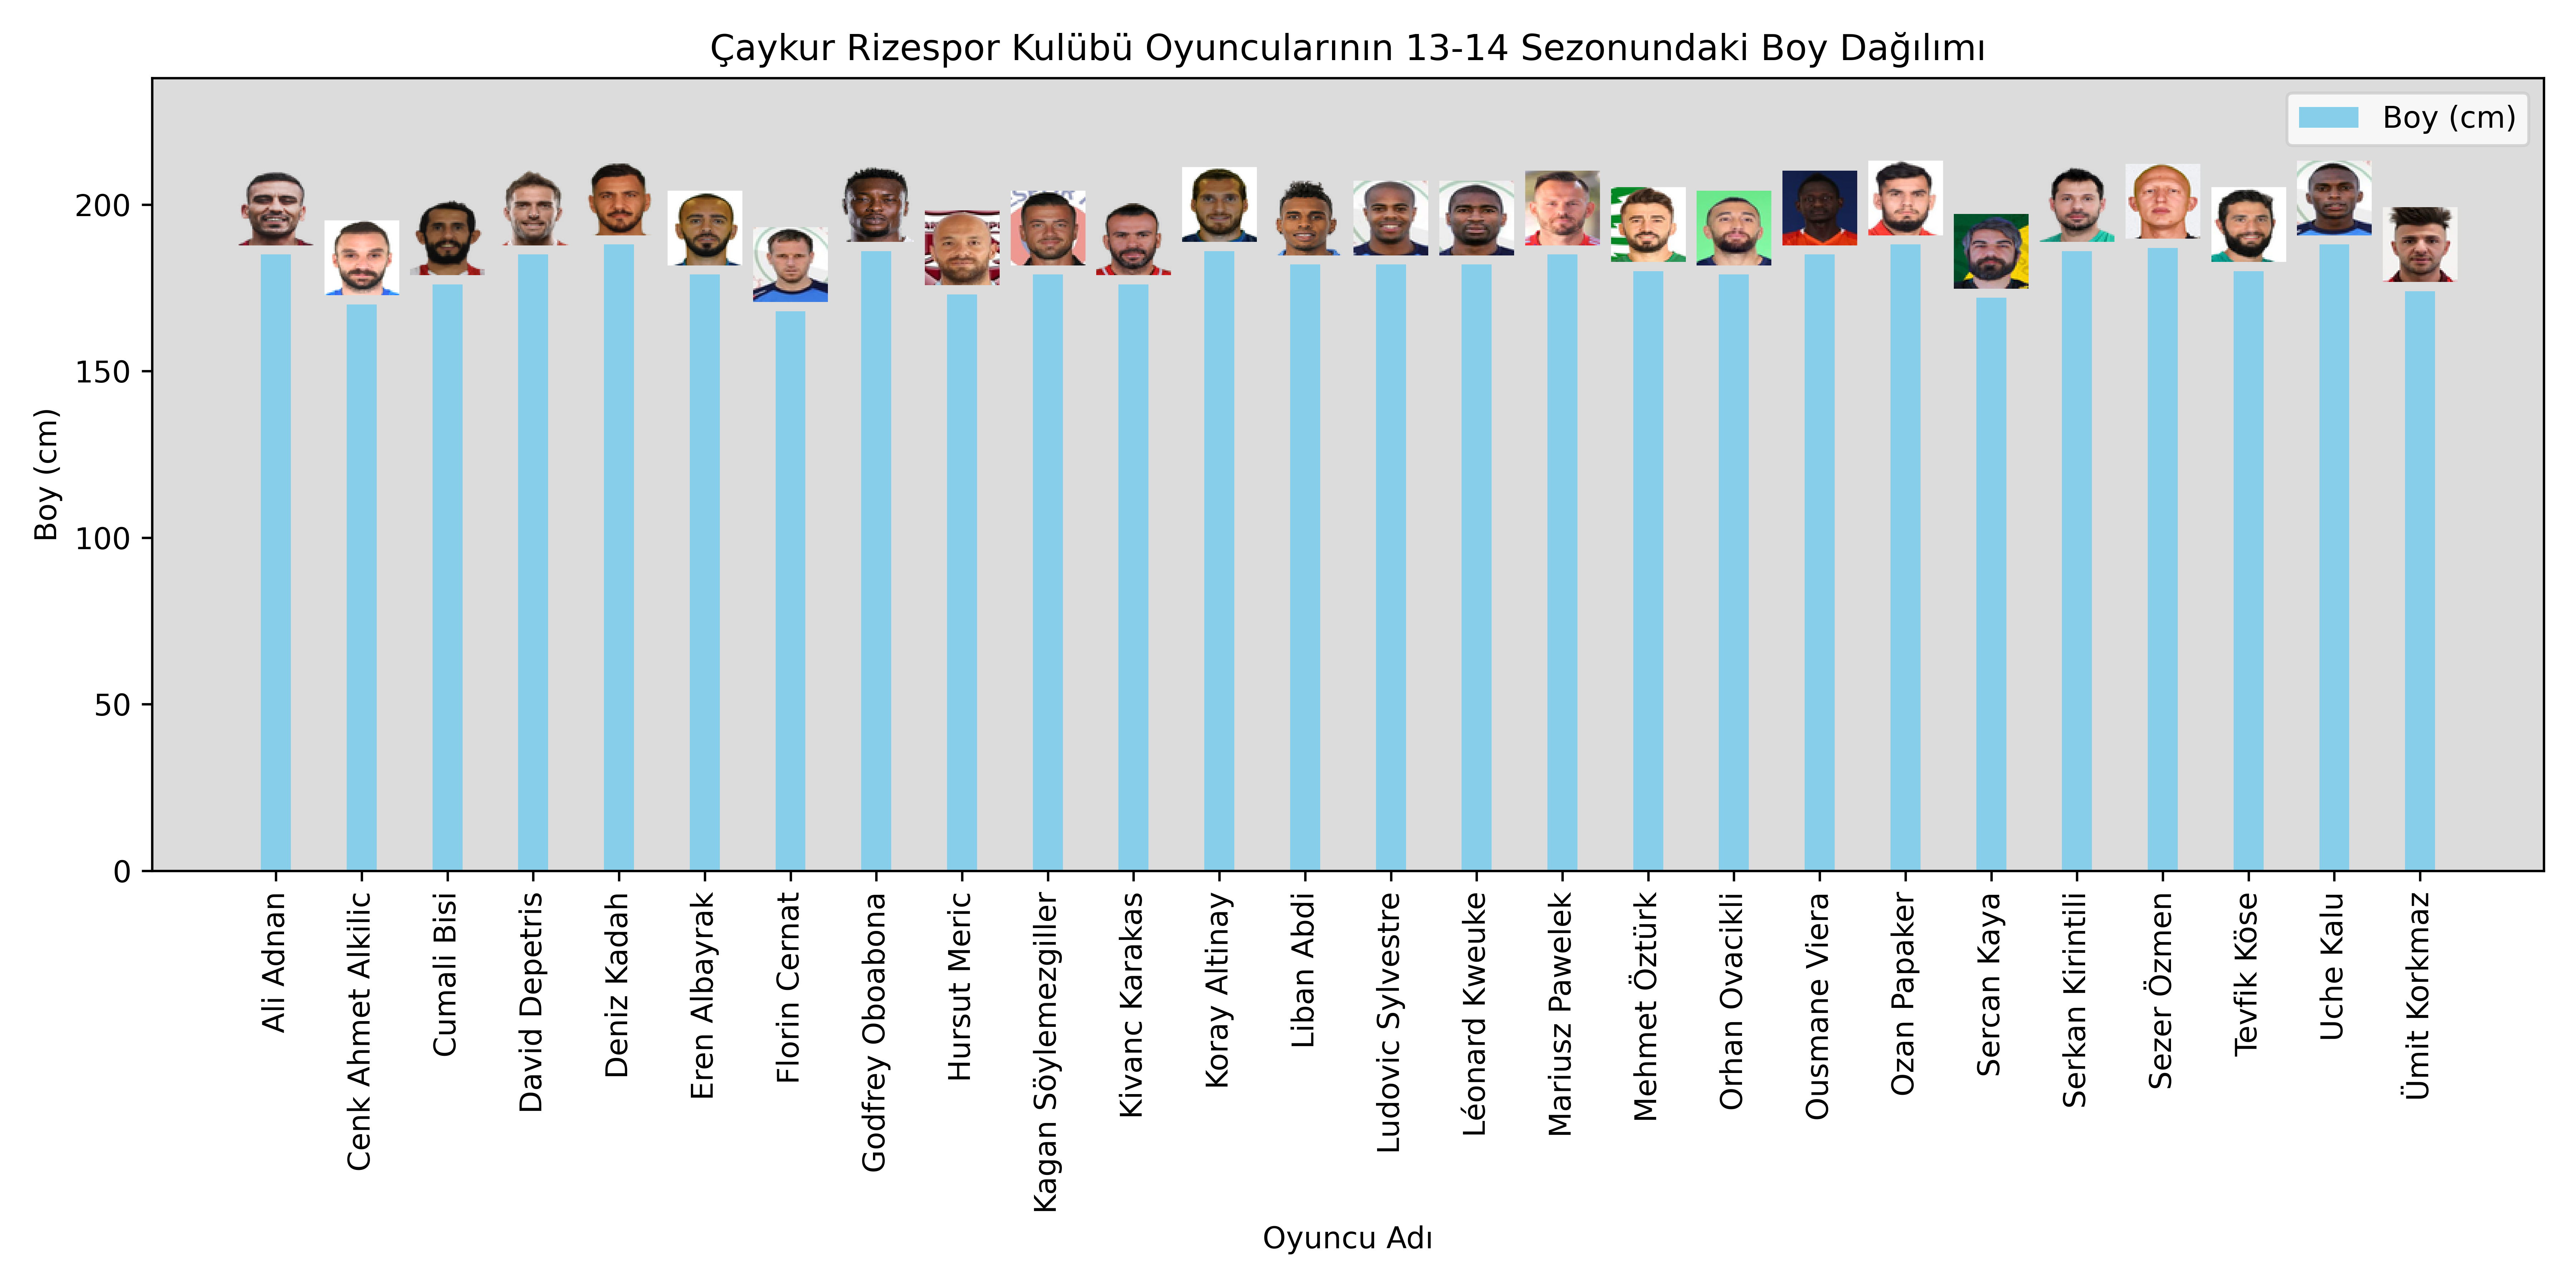 Çaykur Rizespor Kulübü Oyuncularının 13-14 Sezonundaki Boy Dağılımı
Boy (cm)
Boy (cm)
200
150
100
50
0
Ali Adnan
Cenk Ahmet Alkilic
Cumali Bisi
David Depetris
Deniz Kadah
Eren Albayrak
Florin Cernat
Godfrey Oboabona
Hursut Meric
Kagan Söylemezgiller
Kivanc Karakas
Koray Altinay
Liban Abdi
Ludovic Sylvestre
Léonard Kweuke
Mariusz Pawelek
Mehmet Öztürk
Orhan Ovacikli
Ousmane Viera
Ozan Papaker
Sercan Kaya
Serkan Kirintili
Sezer Özmen
Tevfik Köse
Uche Kalu
Ümit Korkmaz
Oyuncu Adı